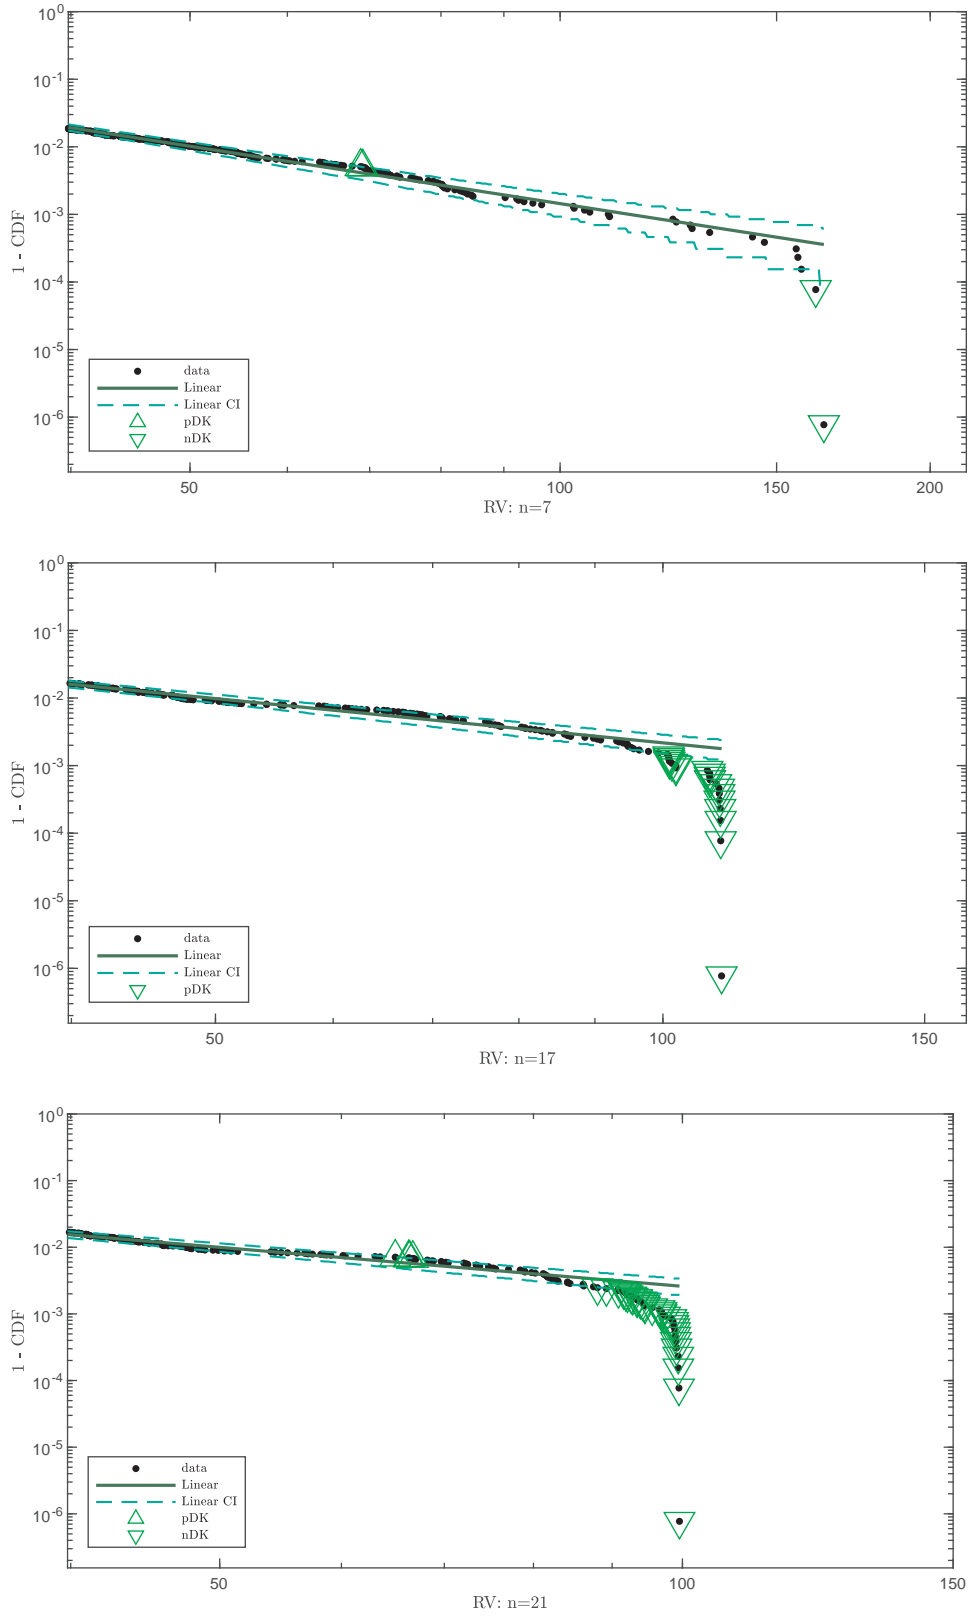 10^0
10^-1
10^-2
10^-3
10^-4
10^-5
10^-6
1 - CDF
data
Linear
Linear CI
pDK
nDK
50 100 150 200
RV: n=7
10^0
10^-1
10^-2
10^-3
10^-4
10^-5
10^-6
1 - CDF
data
Linear
Linear CI
pDK
50 100 150
RV: n=17
10^0
10^-1
10^-2
10^-3
10^-4
10^-5
10^-6
1 - CDF
data
Linear
Linear CI
pDK
nDK
50 100 150
RV: n=21